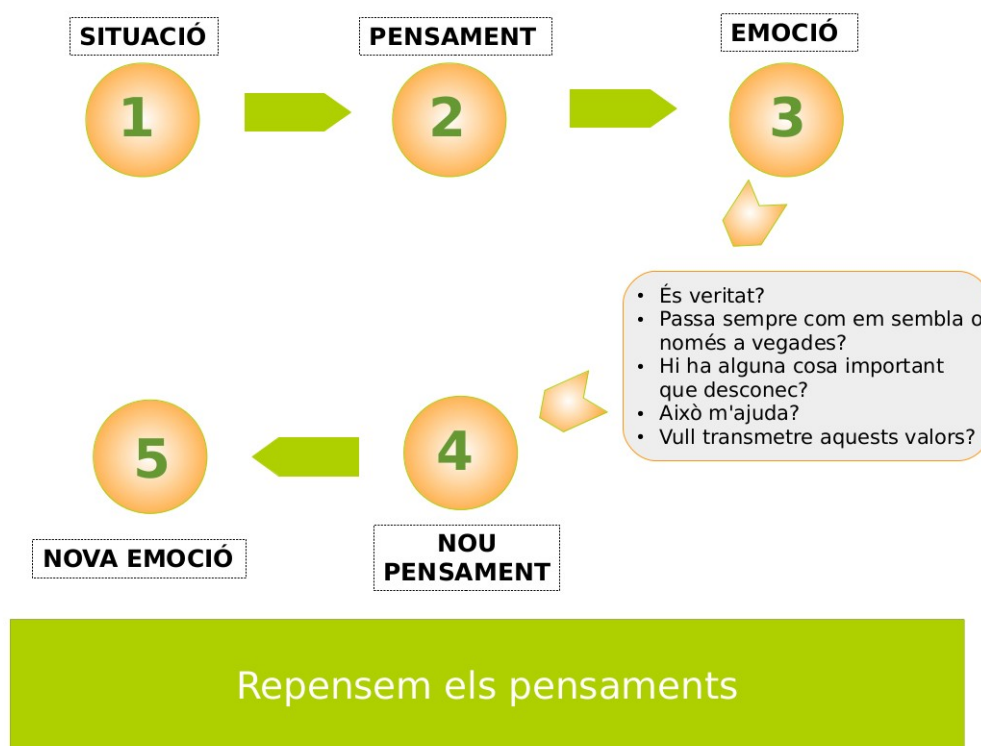 SITUACIÓ
PENSAMENT
EMOCIÓ
1
2
3
• És veritat?
• Passa sempre com em sembla o
només a vegades?
• Hi ha alguna cosa important
que desconec?
• Això m'ajuda?
• Vull transmetre aquests valors?
4
5
NOU
PENSAMENT
NOVA EMOCIÓ
Repensem els pensaments